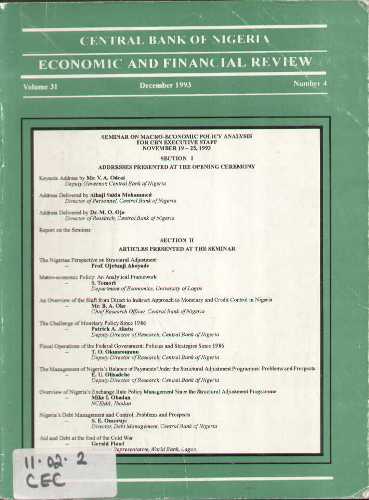 CENTRAL BANK OF NIGERIA
ECONOMIC AND FINANCIAL REVIEW
Volume 31 December 1993 Number 4
SEMINAR ON MACRO-ECONOMIC POLICY ANALYSIS
FOR CBN EXECUTIVE STAFF
NOVEMBER 19 – 25, 1993
SECTION I
ADDRESSES PRESENTED AT THE OPENING CEREMONY
Keynote Address by Mr. V. A. Odozi
Deputy Governor Central Bank of Nigeria
Address Delivered by Alhaji Mohammed
Director of Personnel, Central Bank of Nigeria
Address Delivered by Dr. M. O. Ojo
Director of Research, Central Bank of Nigeria
Report on the Seminar
SECTION II
ARTICLES PRESENTED AT THE SEMINAR
The Nigerian Perspective on Structural Adjustment
– Prof. Ojetunji Aboyade
Macro-economic Policy: An Analytical Framework
– S. Tomori
Department of Economics, University of Lagos
An Overview of the Shift from Direct to Indirect Approach to Monetary and Credit Control in Nigeria
– Mr. B. A. Oke
Chief Research Officer, Central Bank of Nigeria
The Challenge of Monetary Policy Since 1986
– Patrick A.
Deputy Director of Research, Central Bank of Nigeria
Fiscal Operations of the Federal Government: Policies and Strategies Since 1986
– T. O. Okunrounmu
Deputy Director of Research, Central Bank of Nigeria
The Management of Nigeria's Balance of Payments Under the Structural Adjustment Programme: Problems and Prospects
– E. U. Olisadebe
Deputy Director of Research, Central Bank of Nigeria
Overview of Nigeria's Exchange Rate Policy Management Since the Structural Adjustment Programme
– Mike I. Obadan
NCEMA, Ibadan
Nigeria's Debt Management and Control: Problems and Prospects
– S. E. Omoruyi
Director, Debt Management, Central Bank of Nigeria
Aid and Debt at the End of the Cold War
– Gerald Flood
Representative, World Bank, Lagos
11·02·2
CEC